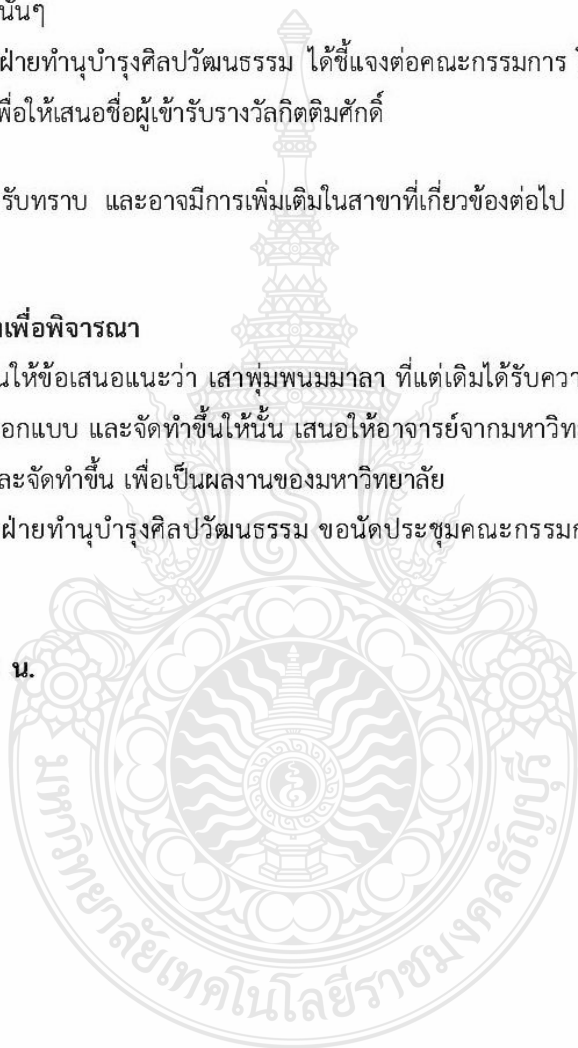 นั้นๆ
ฝ่ายทำนุบำรุงศิลปวัฒนธรรม ได้ชี้แจงต่อคณะกรรมการ
พื่อให้เสนอชื่อผู้เข้ารับรางวัลกิตติมศักดิ์
รับทราบ และอาจมีการเพิ่มเติมในสาขาที่เกี่ยวข้องต่อไป
เพื่อพิจารณา
ให้ข้อเสนอแนะว่า เสาพุ่มพนมมาลา ที่แต่เดิมได้รับควา
อกแบบ และจัดทำขึ้นให้นั้น เสนอให้อาจารย์จากมหาวิท
ละจัดทำขึ้น เพื่อเป็นผลงานของมหาวิทยาลัย
ฝ่ายทำนุบำรุงศิลปวัฒนธรรม ขอนัดประชุมคณะกรรมก
น.
มหาวิทยาลัยเทคโนโลยีราชมงคลธัญบุรี